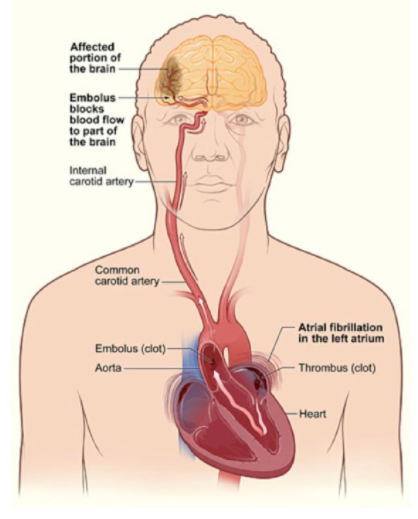 Affected
portion of
the brain
Embolus
blocks
blood flow
to part of
the brain
Internal
carotid artery
Common
carotid artery
Embolus (clot)
Aorta
Atrial fibrillation
in the left atrium
Thrombus (clot)
Heart